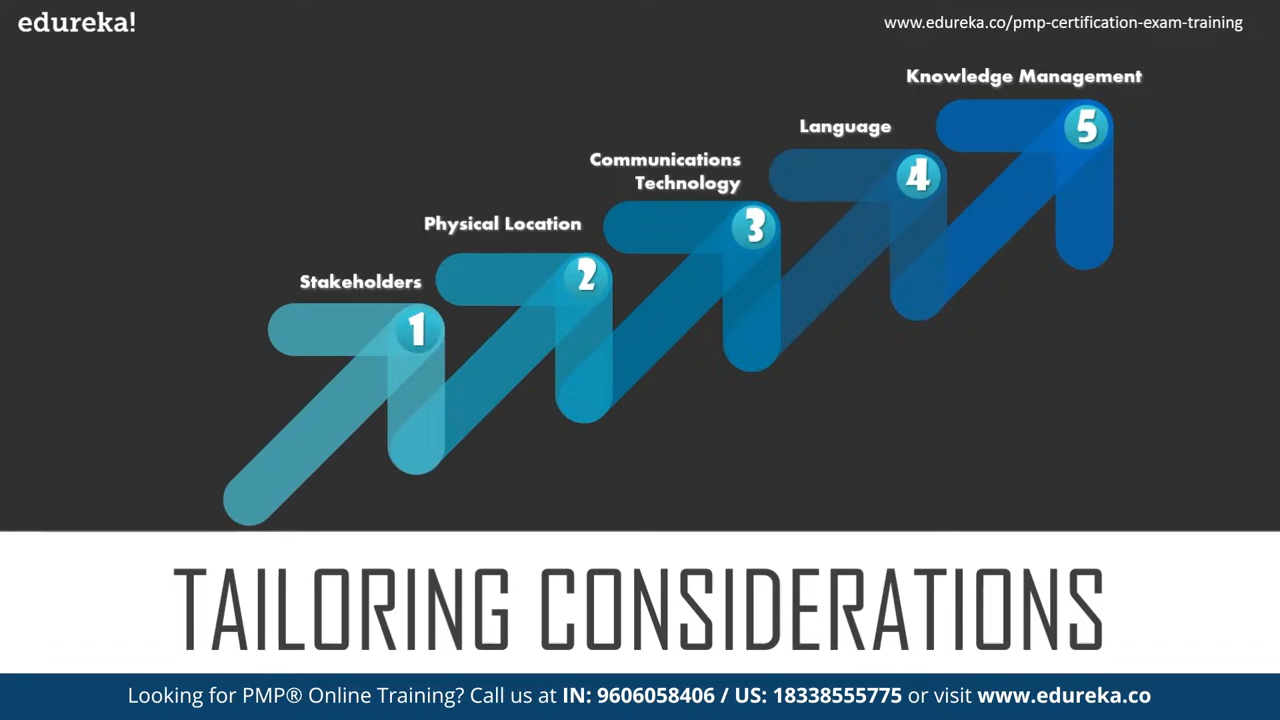 edureka!
www.edureka.co/pmp-certification-exam-training
Knowledge Management
5
Language
4
Communications
Technology
3
Physical Location
2
Stakeholders
1
TAILORING CONSIDERATIONS
Looking for PMP® Online Training? Call us at IN: 9606058406 / US: 18338555775 or visit www.edureka.co